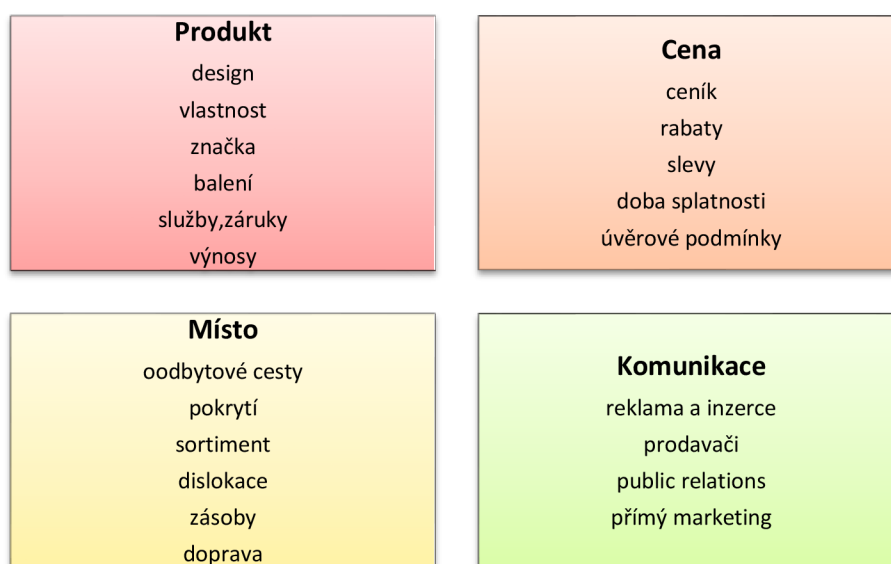 Produkt
design
vlastnost
značka
balení
služby,záruky
výnosy
Cena
ceník
rabaty
slevy
doba splatnosti
úvěrové podmínky
Místo
oodbytové cesty
pokrytí
sortiment
dislokace
zásoby
doprava
Komunikace
reklama a inzerce
prodavači
public relations
přímý marketing